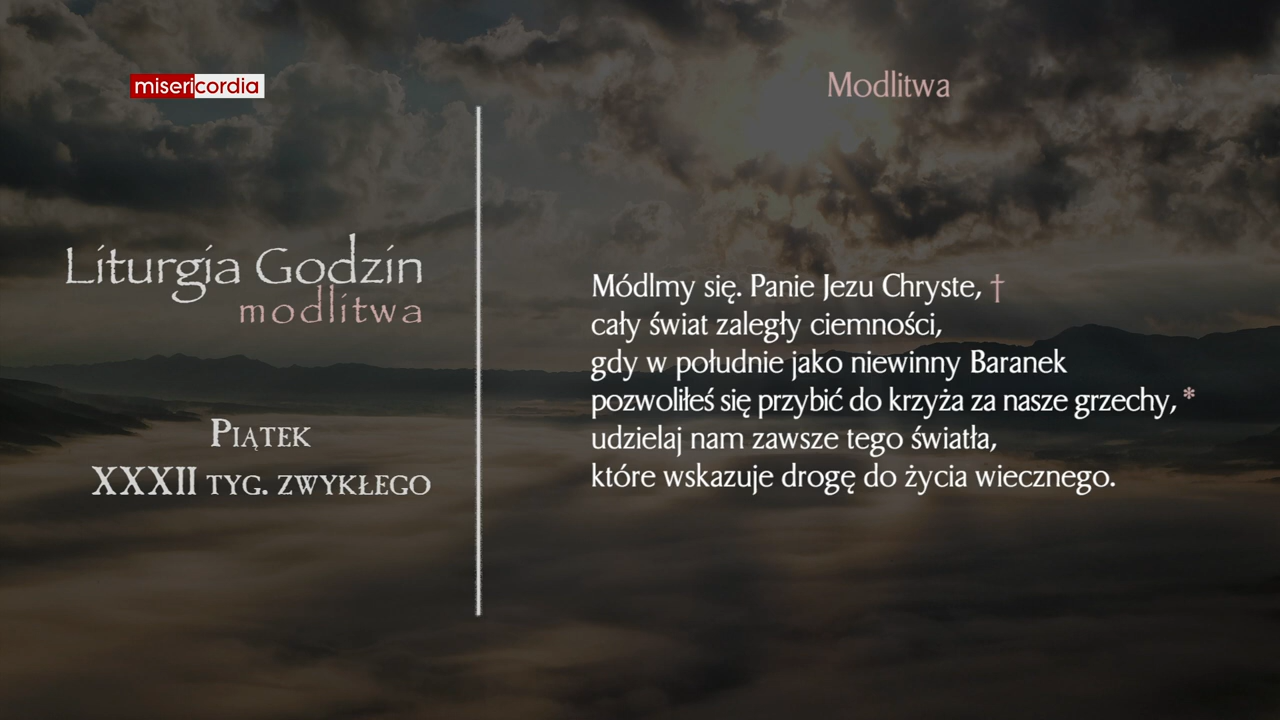 misericordia
Liturgia Godzin
modlitwa
Piątek
XXXII tyg. zwykłego
Modlitwa
Módlmy się. Panie Jezu Chryste, †
cały świat zaległy ciemności,
gdy w południe jako niewinny Baranek
pozwoliłeś się przybić do krzyża za nasze grzechy, *
udzielaj nam zawsze tego światła,
które wskazuje drogę do życia wiecznego.